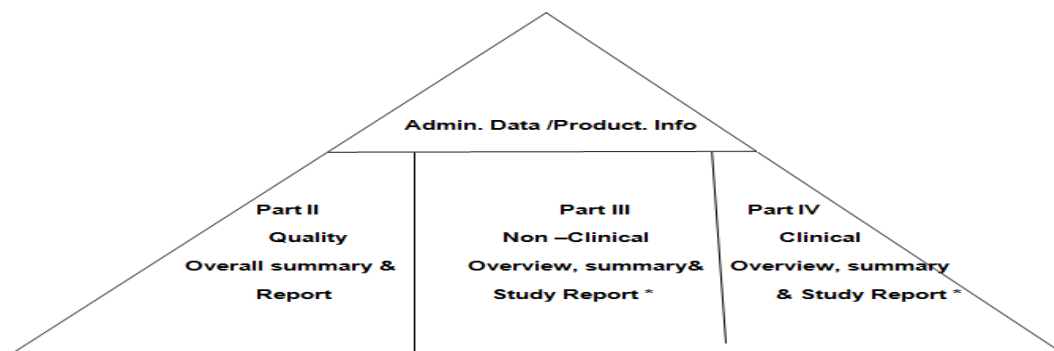 Admin. Data /Product. Info
Part II
Quality
Overall summary &
Report
Part III
Non –Clinical
Overview, summary&
Study Report *
Part IV
Clinical
Overview, summary
& Study Report *